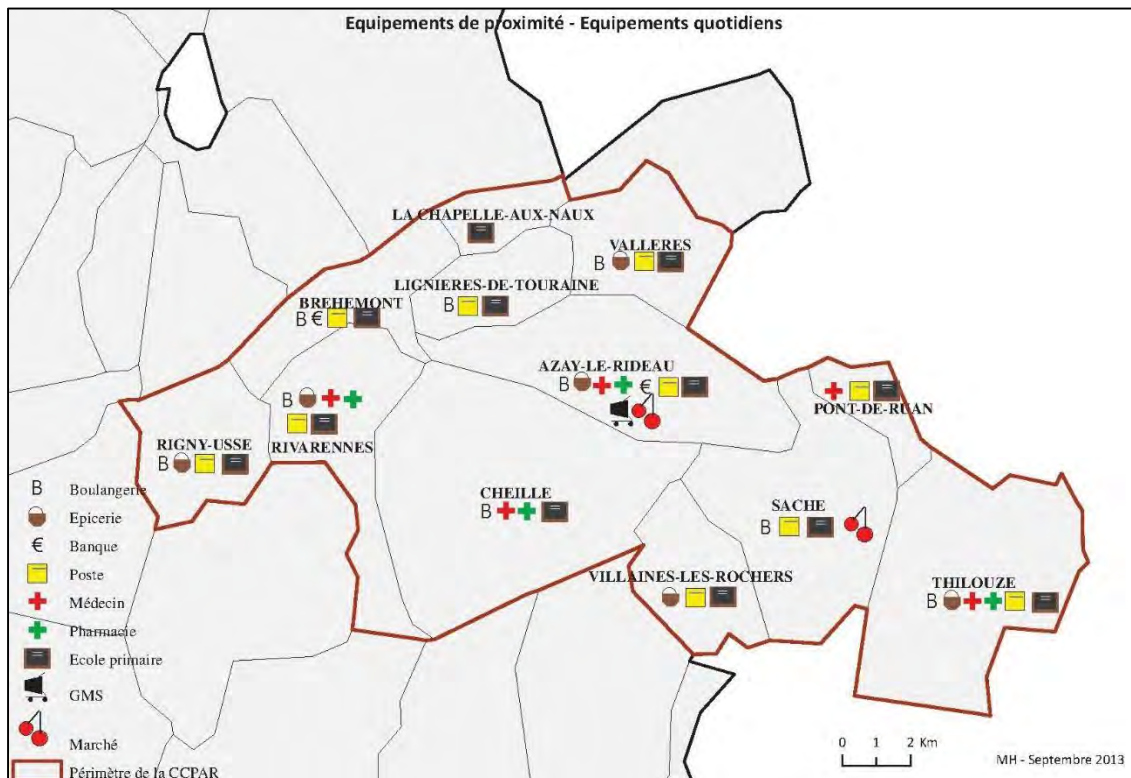 Equipements de proximité - Equipements quotidiens
LA CHAPELLE-AUX-NAUX
VALLERES
B
LIGNIERES-DE-TOURAINE
B
BREHEMONT
B €
AZAY-LE-RIDEAU
B €
PONT-DE-RUAN
B
RIVARENNES
RIGNY-USSE
B
CHEILLE
B
SACHE
B
VILLAINES-LES-ROCHERS
THILOUZE
B
B Boulangerie
Epicerie
€ Banque
Poste
Médecin
Pharmacie
Ecole primaire
GMS
Marché
Périmètre de la CCPAR
0 1 2 Km
MH - Septembre 2013